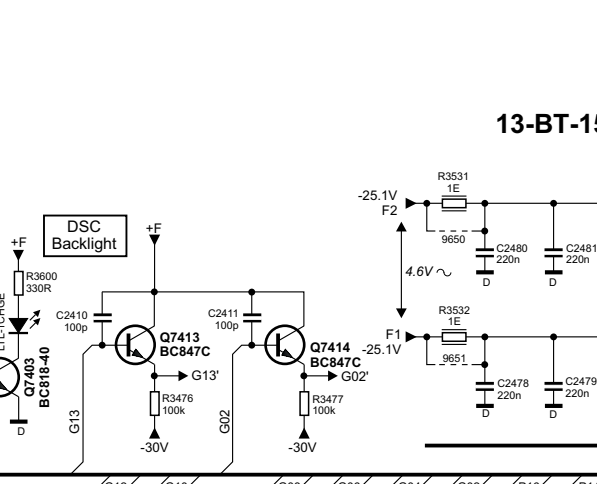 13-BT-15
R3531
1E
-25.1V
F2
9650
C2480
220n
D
C2481
220n
D
4.6V
R3532
1E
F1
-25.1V
9651
C2478
220n
D
C2479
220n
D
DSC
Backlight
+F
R3600
330R
Q7403
BC818-40
D
+F
C2410
100p
Q7413
BC847C
G13'
R3476
100k
-30V
G13
C2411
100p
Q7414
BC847C
G02'
R3477
100k
-30V
G02